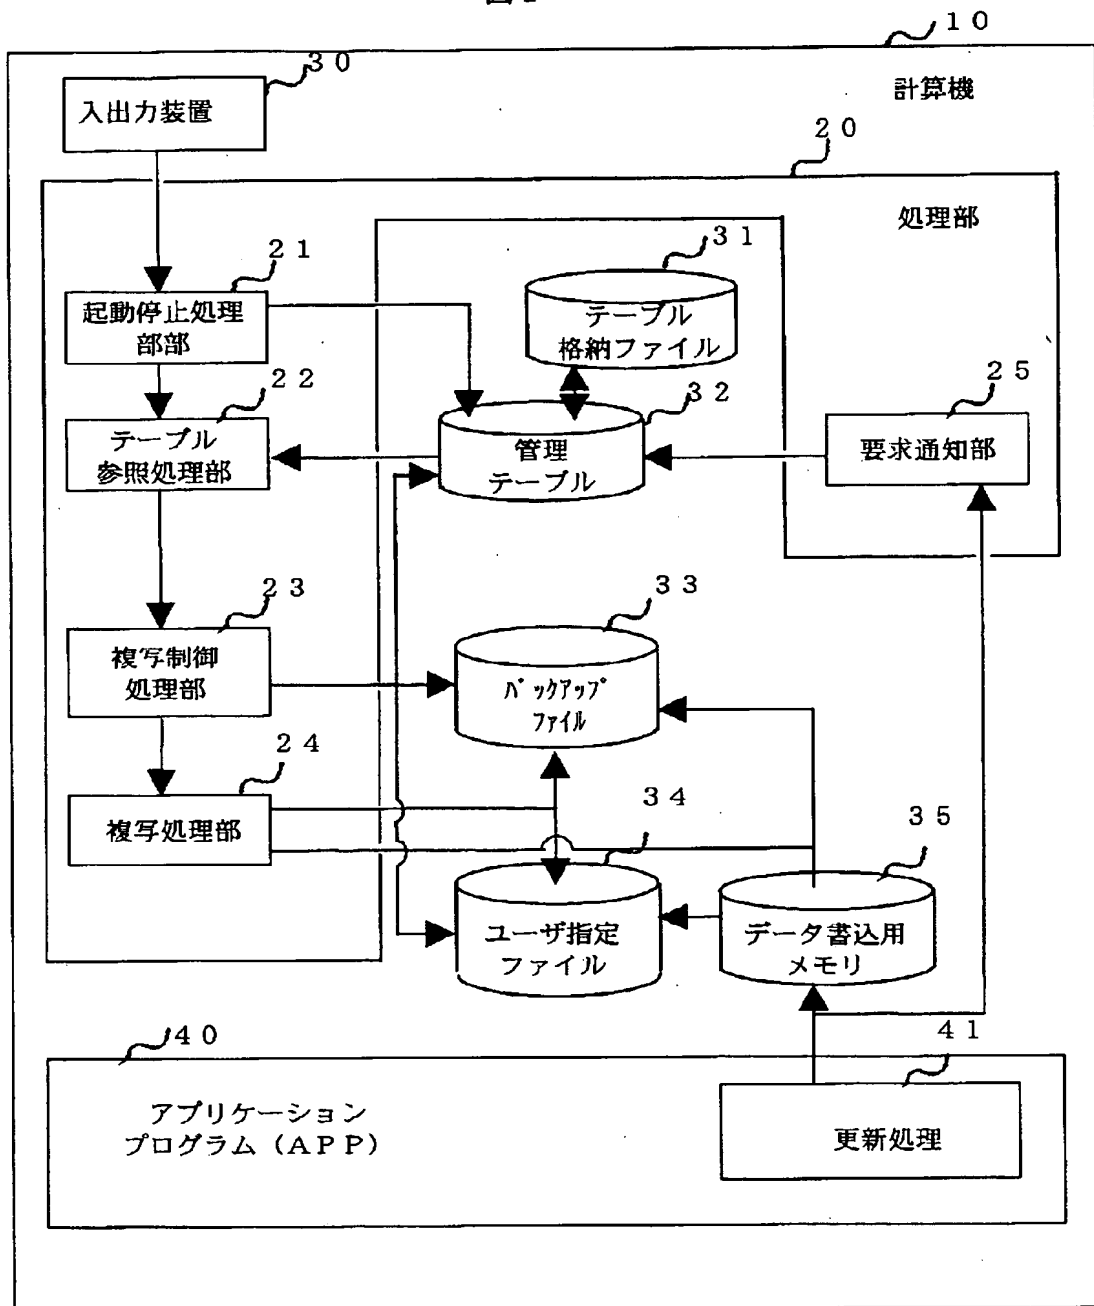 １０
３０
計算機
入出力装置
２０
処理部
３１
２１
テーブル
格納ファイル
起動停止処理
部部
２２
３２
２５
テーブル
参照処理部
管理
テーブル
要求通知部
２３
３３
複写制御
処理部
ﾊﾞｯｸｱｯﾌﾟ
ﾌｧｲﾙ
２４
３４
３５
複写処理部
ユーザ指定
ファイル
データ書込用
メモリ
４０
４１
アプリケーション
プログラム（ＡＰＰ）
更新処理